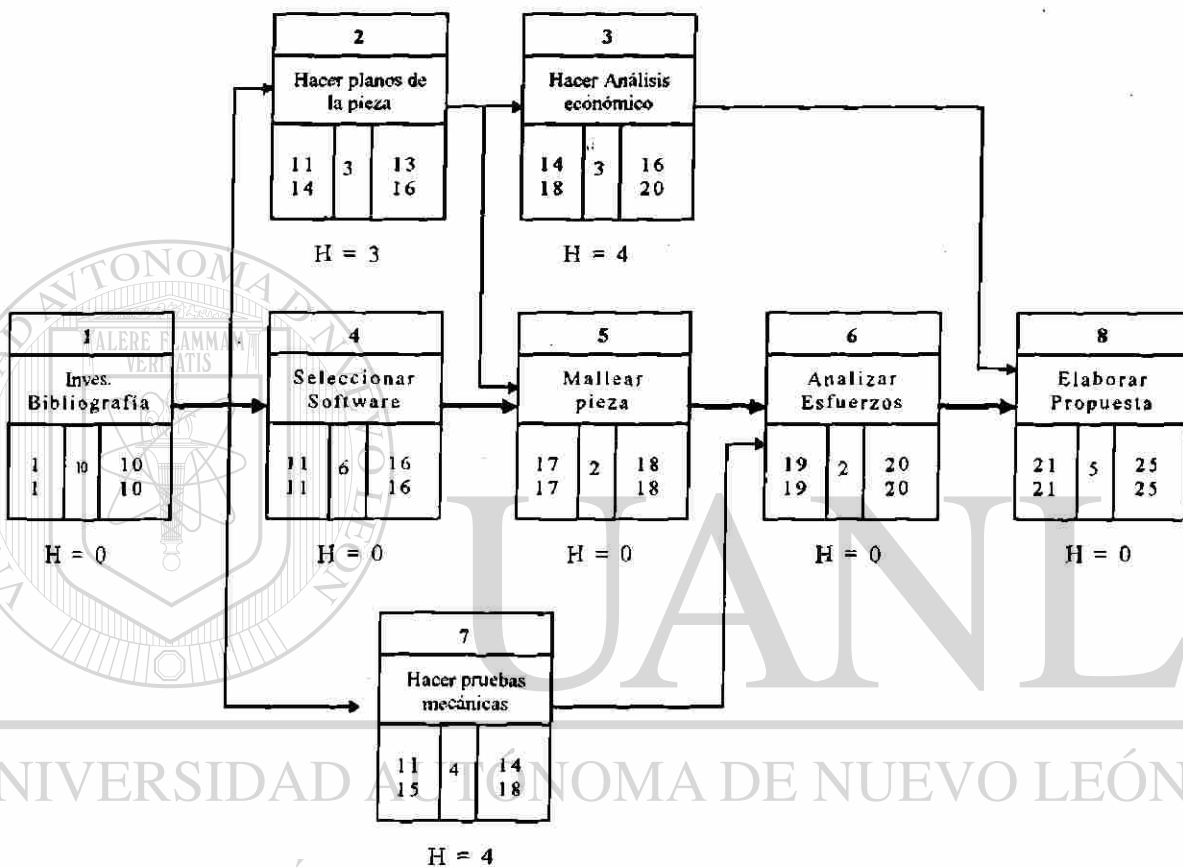 2
Hacer planos de
la pieza
11 3 13
14 16
H = 3
3
Hacer Análisis
económico
14 3 16
18 20
H = 4
1
Inves.
Bibliografía
1 10 10
1 10
H = 0
4
Seleccionar
Software
11 6 16
11 16
H = 0
5
Mallear
pieza
17 2 18
17 18
H = 0
6
Analizar
Esfuerzos
19 2 20
19 20
H = 0
8
Elaborar
Propuesta
21 5 25
21 25
H = 0
7
Hacer pruebas
mecánicas
11 4 14
15 18
H = 4
ALERE FLAMMAM
VERITATIS
UANL
NIVERSIDAD AUTÓNOMA DE NUEVO LEÓN